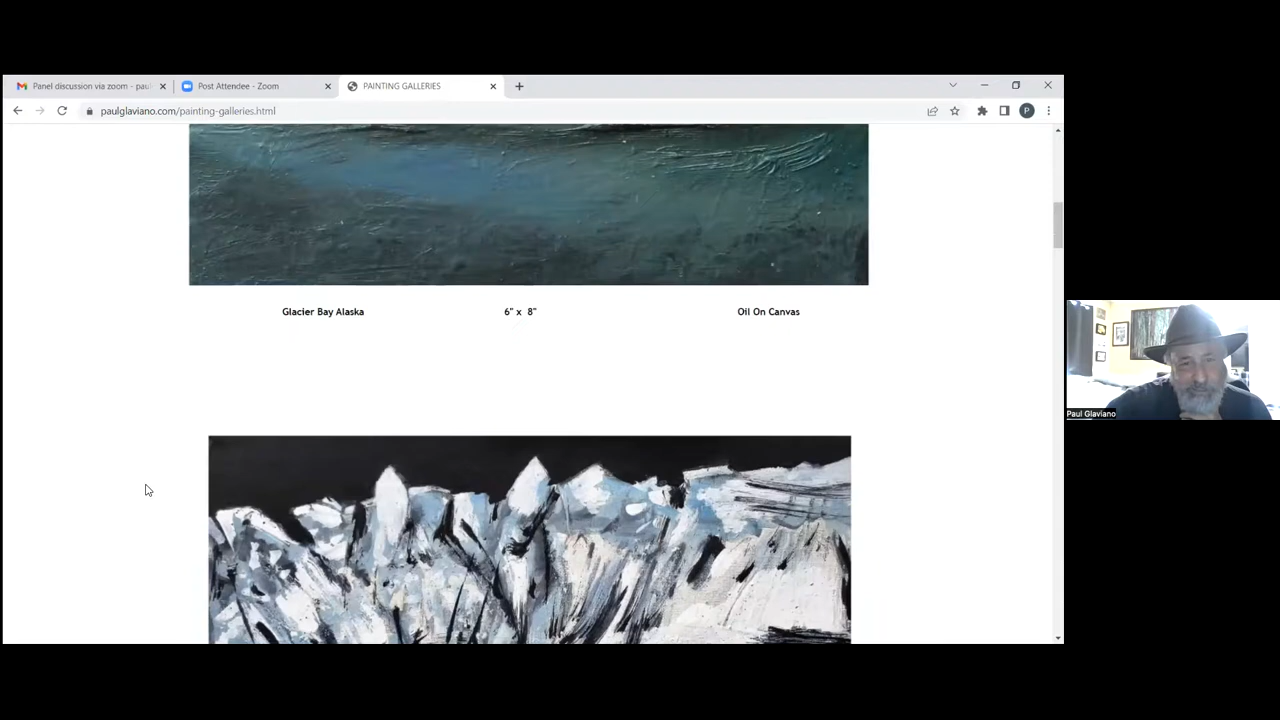 Panel discussion via zoom - paul
Post Attendee - Zoom
PAINTING GALLERIES
paulglaviano.com/painting-galleries.html
P
Glacier Bay Alaska 6" x 8" Oil On Canvas
Paul Glaviano